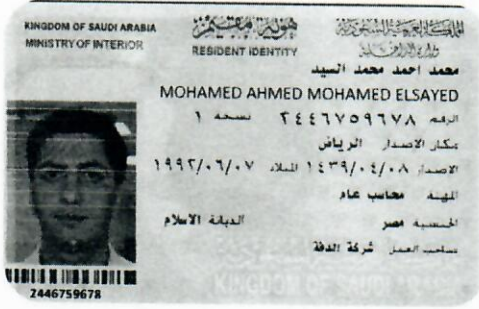 KINGDOM OF SAUDI ARABIA
MINISTRY OF INTERIOR
هوية مقيم
RESIDENT IDENTITY
المملكة العربية السعودية
وزارة الداخلية
محمد احمد محمد السيد
MOHAMED AHMED MOHAMED ELSAYED
الرقم ٢٤٤٦٧٥٩٦٧٨ نسخة ١
مكان الاصدار الرياض
الاصدار ١٤٣٩/٠٤/٠٨ الميلاد ١٩٩٢/٠٦/٠٧
المهنة محاسب عام
الجنسية مصر الديانة الاسلام
صاحب العمل شركة الدفة
KINGDOM OF SAUDI ARABIA
2446759678